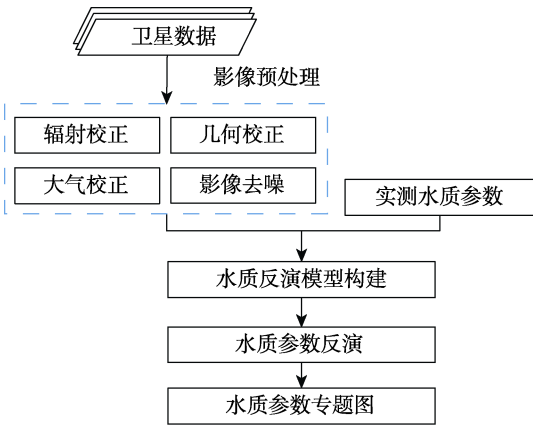 卫星数据
影像预处理
辐射校正
几何校正
大气校正
影像去噪
实测水质参数
水质反演模型构建
水质参数反演
水质参数专题图